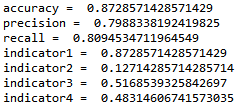 accuracy =  0.8728571428571429
precision =  0.7988338192419825
recall =  0.8094534711964549
indicator1 =  0.8728571428571429
indicator2 =  0.12714285714285714
indicator3 =  0.5168539325842697
indicator4 =  0.48314606741573035